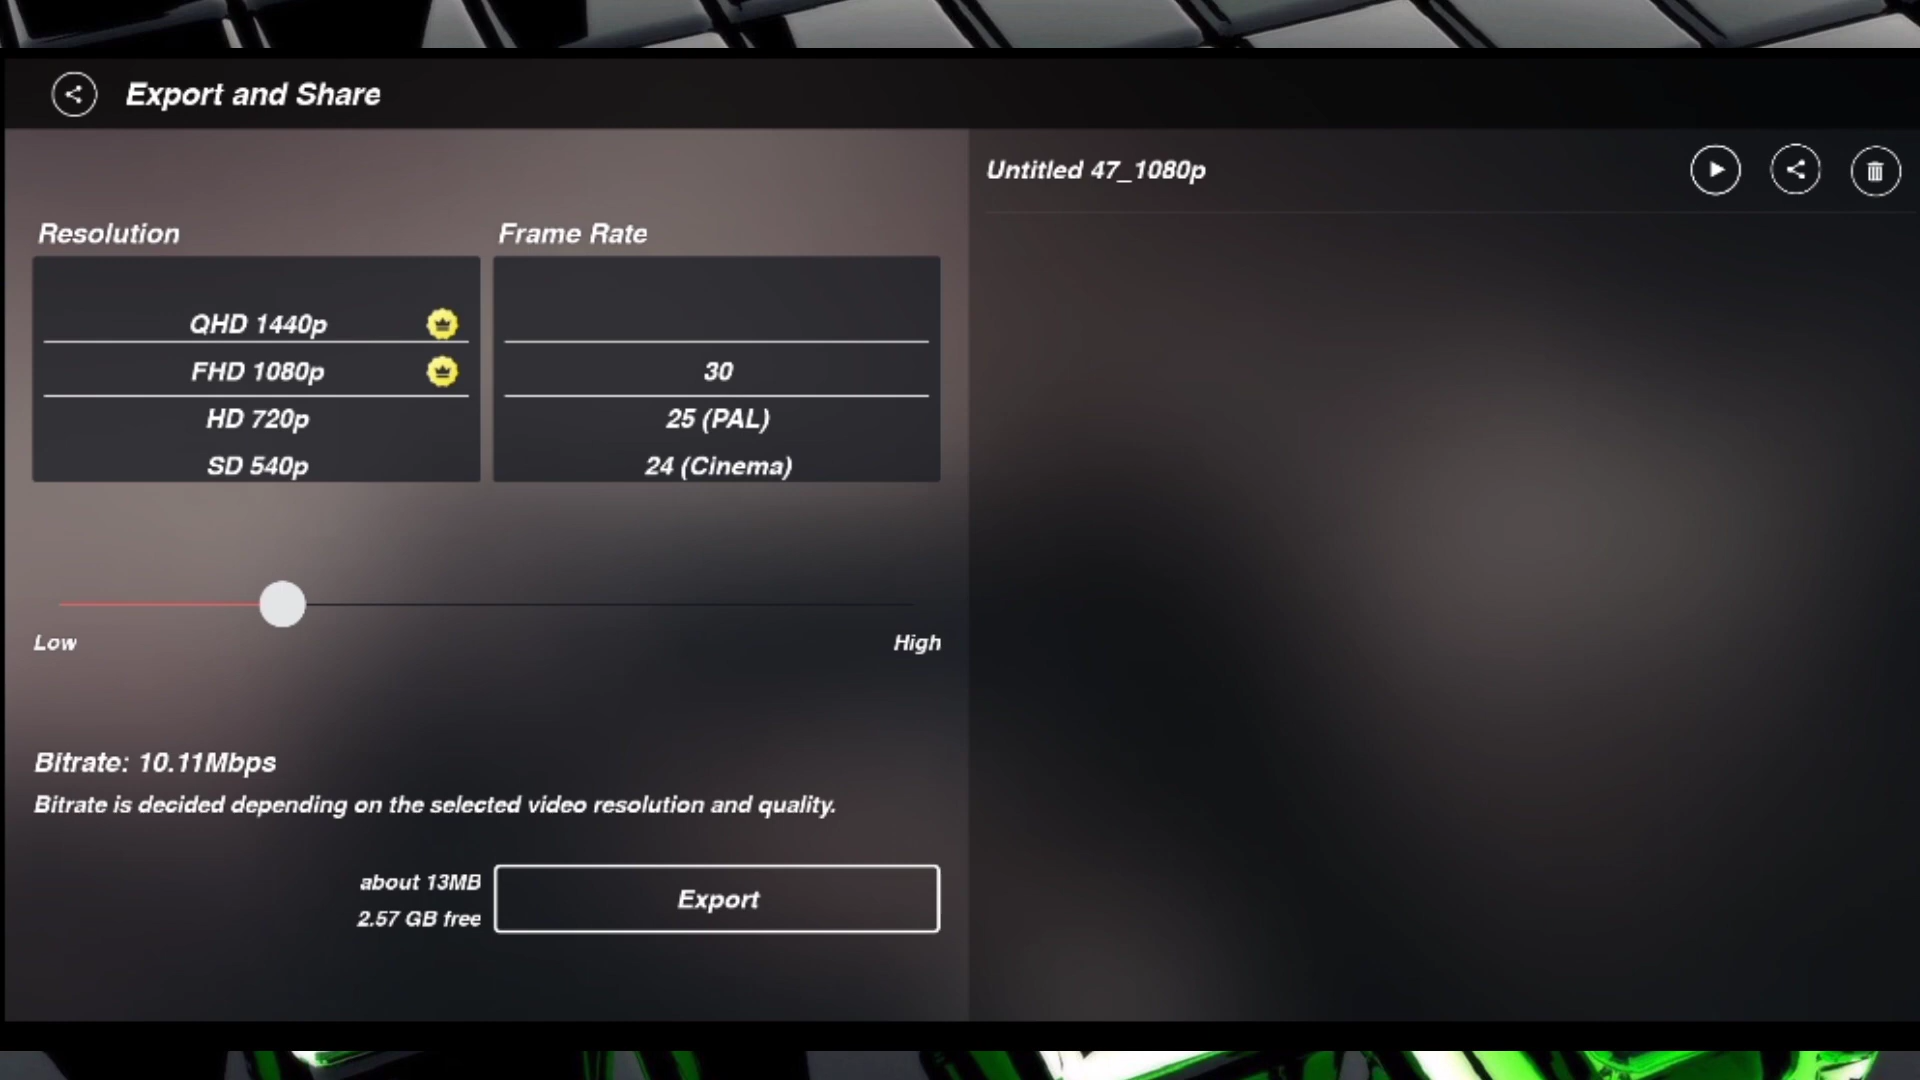 Export and Share
Untitled 47_1080p
Resolution
Frame Rate
QHD 1440p
FHD 1080p
HD 720p
SD 540p
30
25 (PAL)
24 (Cinema)
Low
High
Bitrate: 10.11Mbps
Bitrate is decided depending on the selected video resolution and quality.
about 13MB
2.57 GB free
Export